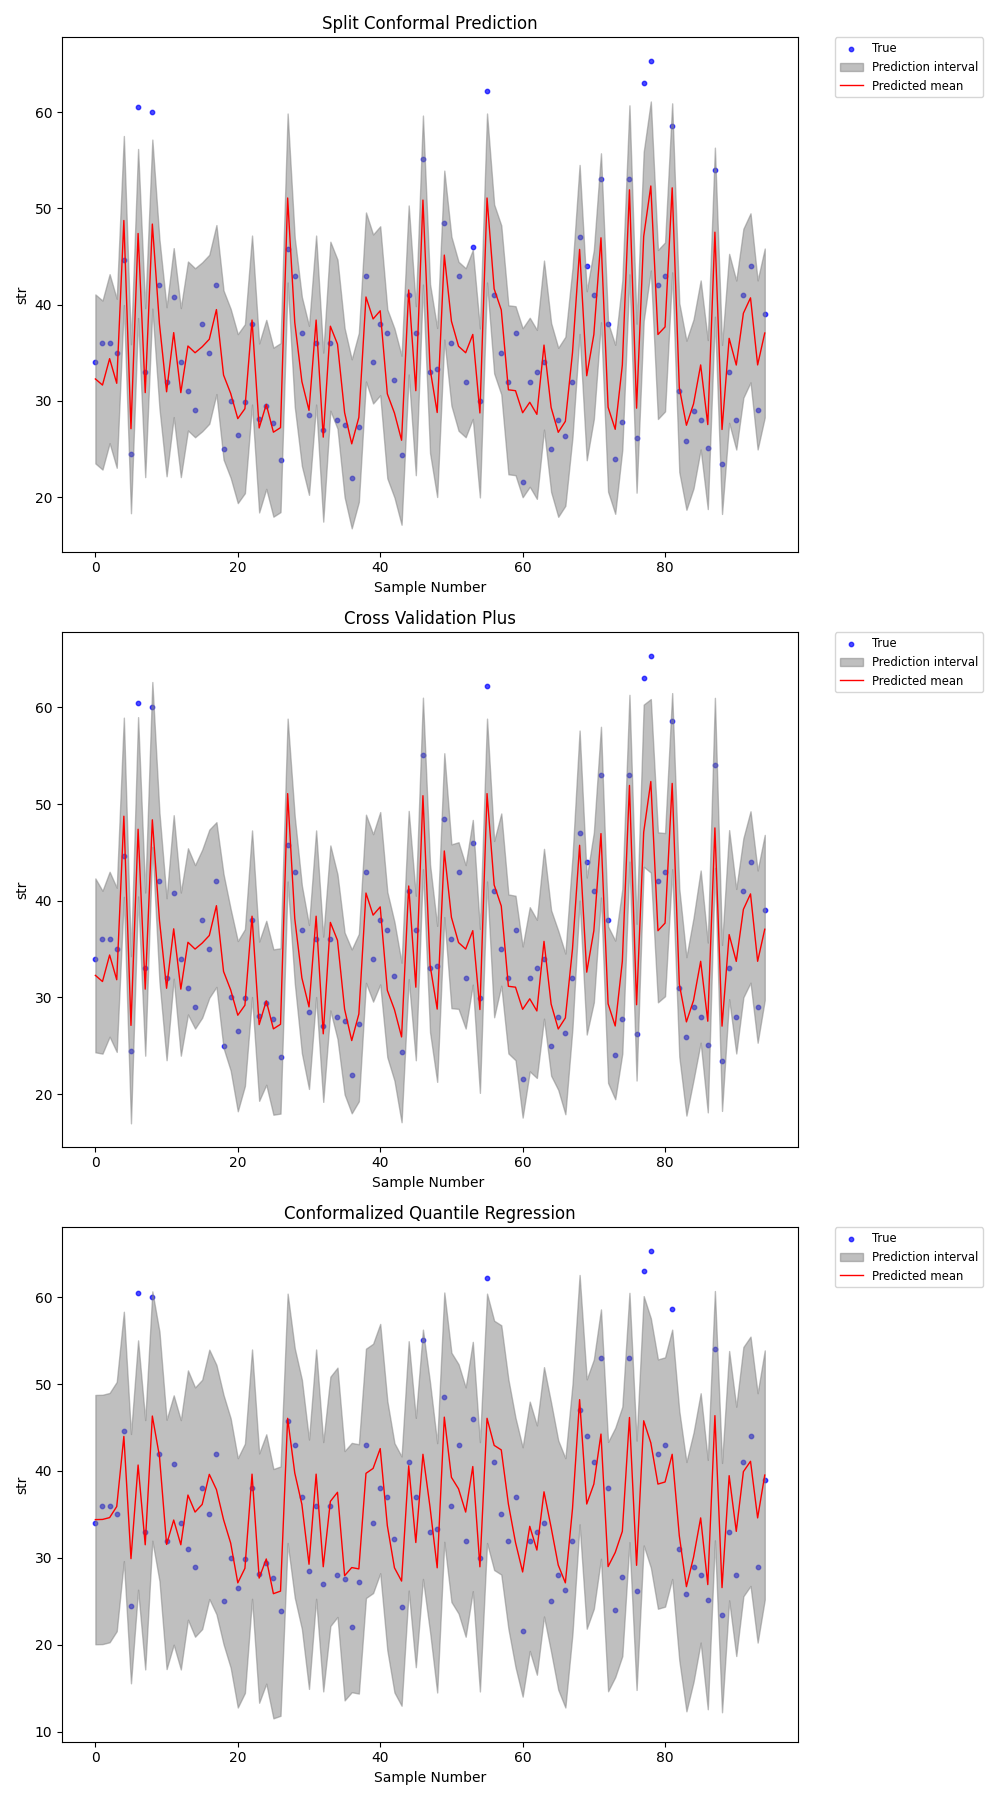 Split Conformal Prediction
True
Prediction interval
Predicted mean
60
50
40
30
20
str
0 20 40 60 80
Sample Number
Cross Validation Plus
True
Prediction interval
Predicted mean
60
50
40
30
20
str
0 20 40 60 80
Sample Number
Conformalized Quantile Regression
True
Prediction interval
Predicted mean
60
50
40
30
20
10
str
0 20 40 60 80
Sample Number